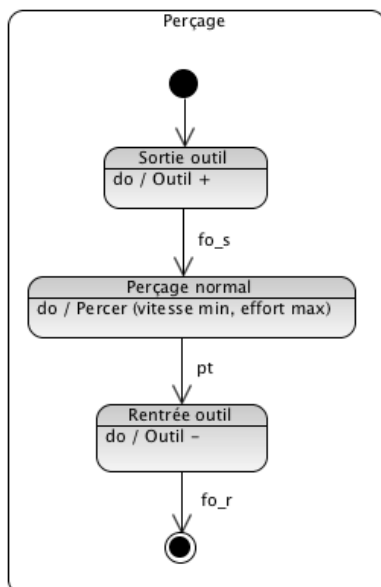 Perçage
Sortie outil
do / Outil +
fo_s
Perçage normal
do / Percer (vitesse min, effort max)
pt
Rentrée outil
do / Outil -
fo_r